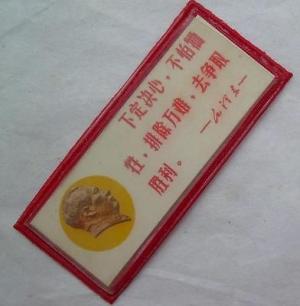 下定决心，不怕牺
牲，排除万难，去争取
胜利。
—毛泽东—